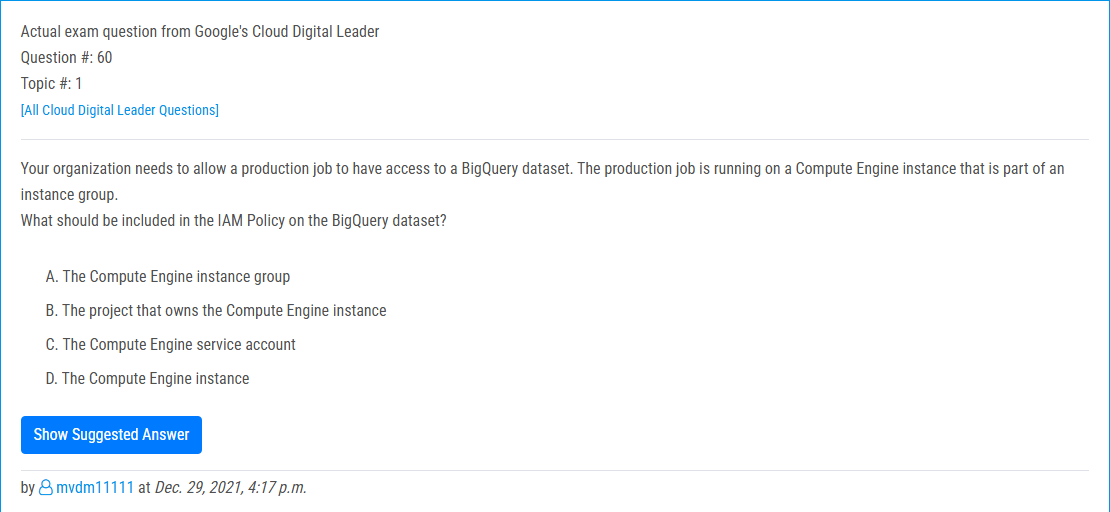 Actual exam question from Google's Cloud Digital Leader
Question #: 60
Topic #: 1
[All Cloud Digital Leader Questions]
Your organization needs to allow a production job to have access to a BigQuery dataset. The production job is running on a Compute Engine instance that is part of an
instance group.
What should be included in the IAM Policy on the BigQuery dataset?
A. The Compute Engine instance group
B. The project that owns the Compute Engine instance
C. The Compute Engine service account
D. The Compute Engine instance
Show Suggested Answer
by mvdm11111 at Dec. 29, 2021, 4:17 p.m.